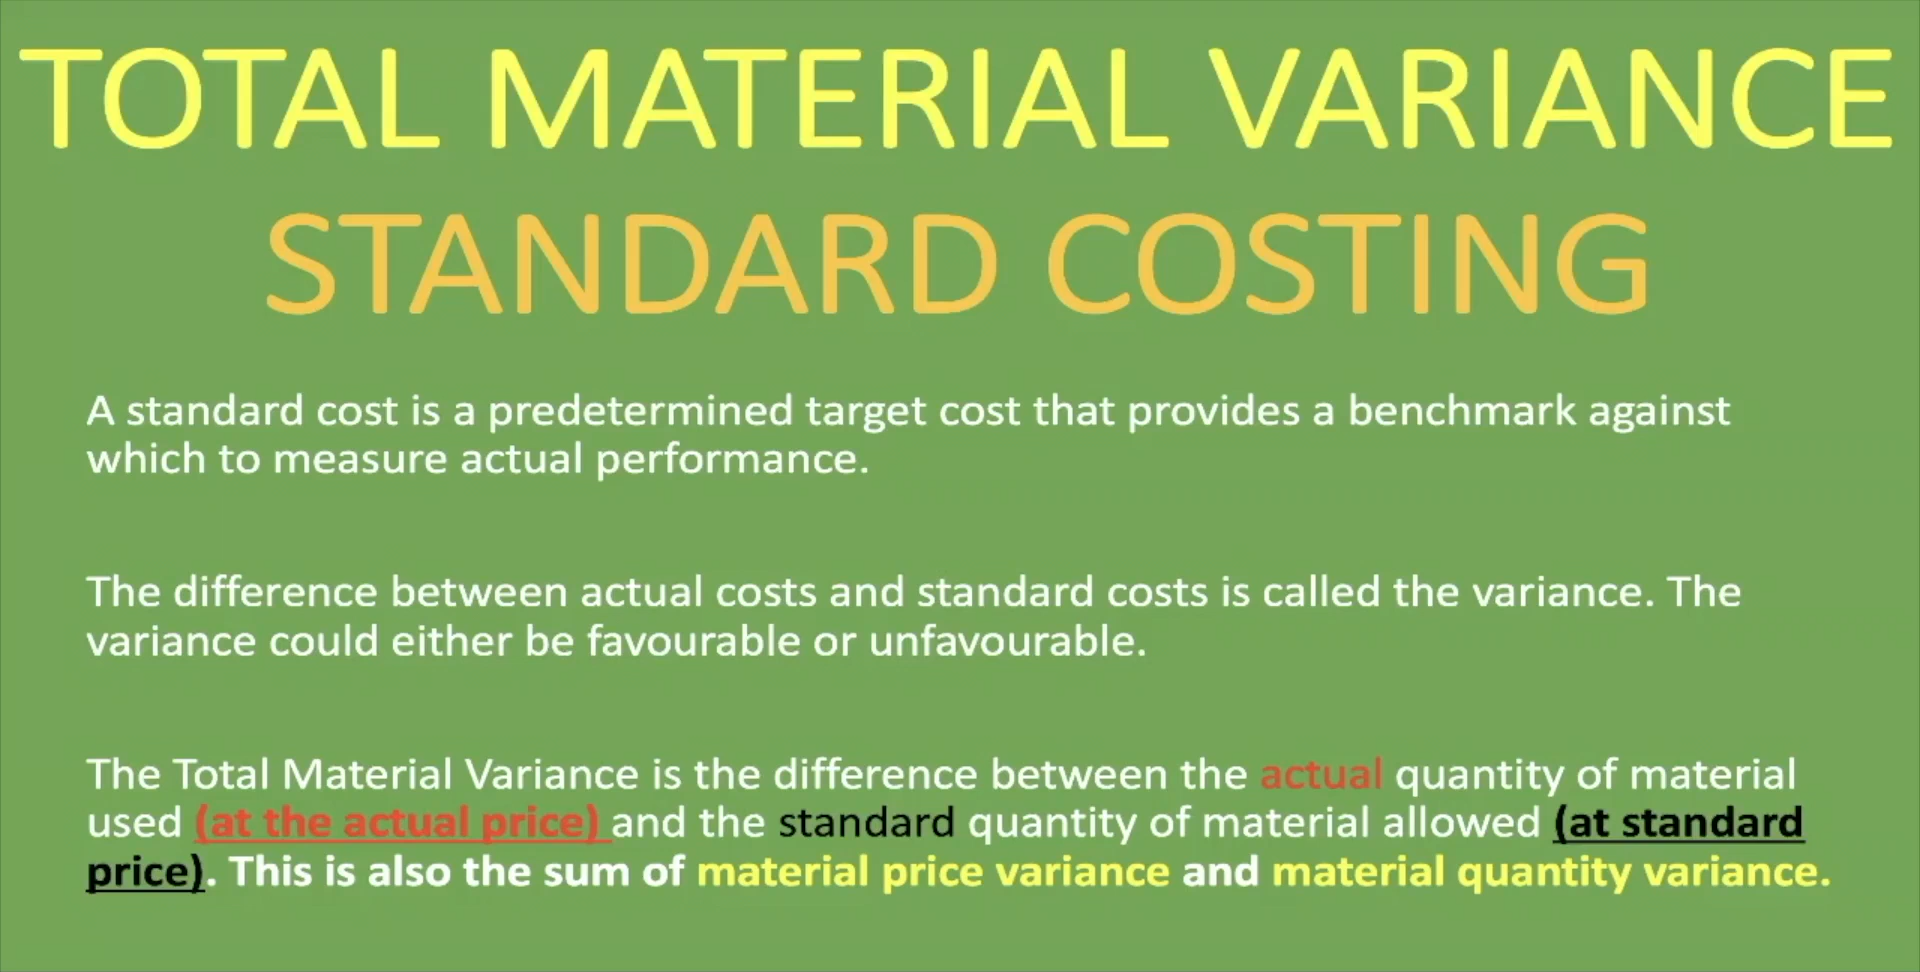 TOTAL MATERIAL VARIANCE
STANDARD COSTING
A standard cost is a predetermined target cost that provides a benchmark against
which to measure actual performance.
The difference between actual costs and standard costs is called the variance. The
variance could either be favourable or unfavourable.
The Total Material Variance is the difference between the actual quantity of material
used (at the actual price) and the standard quantity of material allowed (at standard
price). This is also the sum of material price variance and material quantity variance.